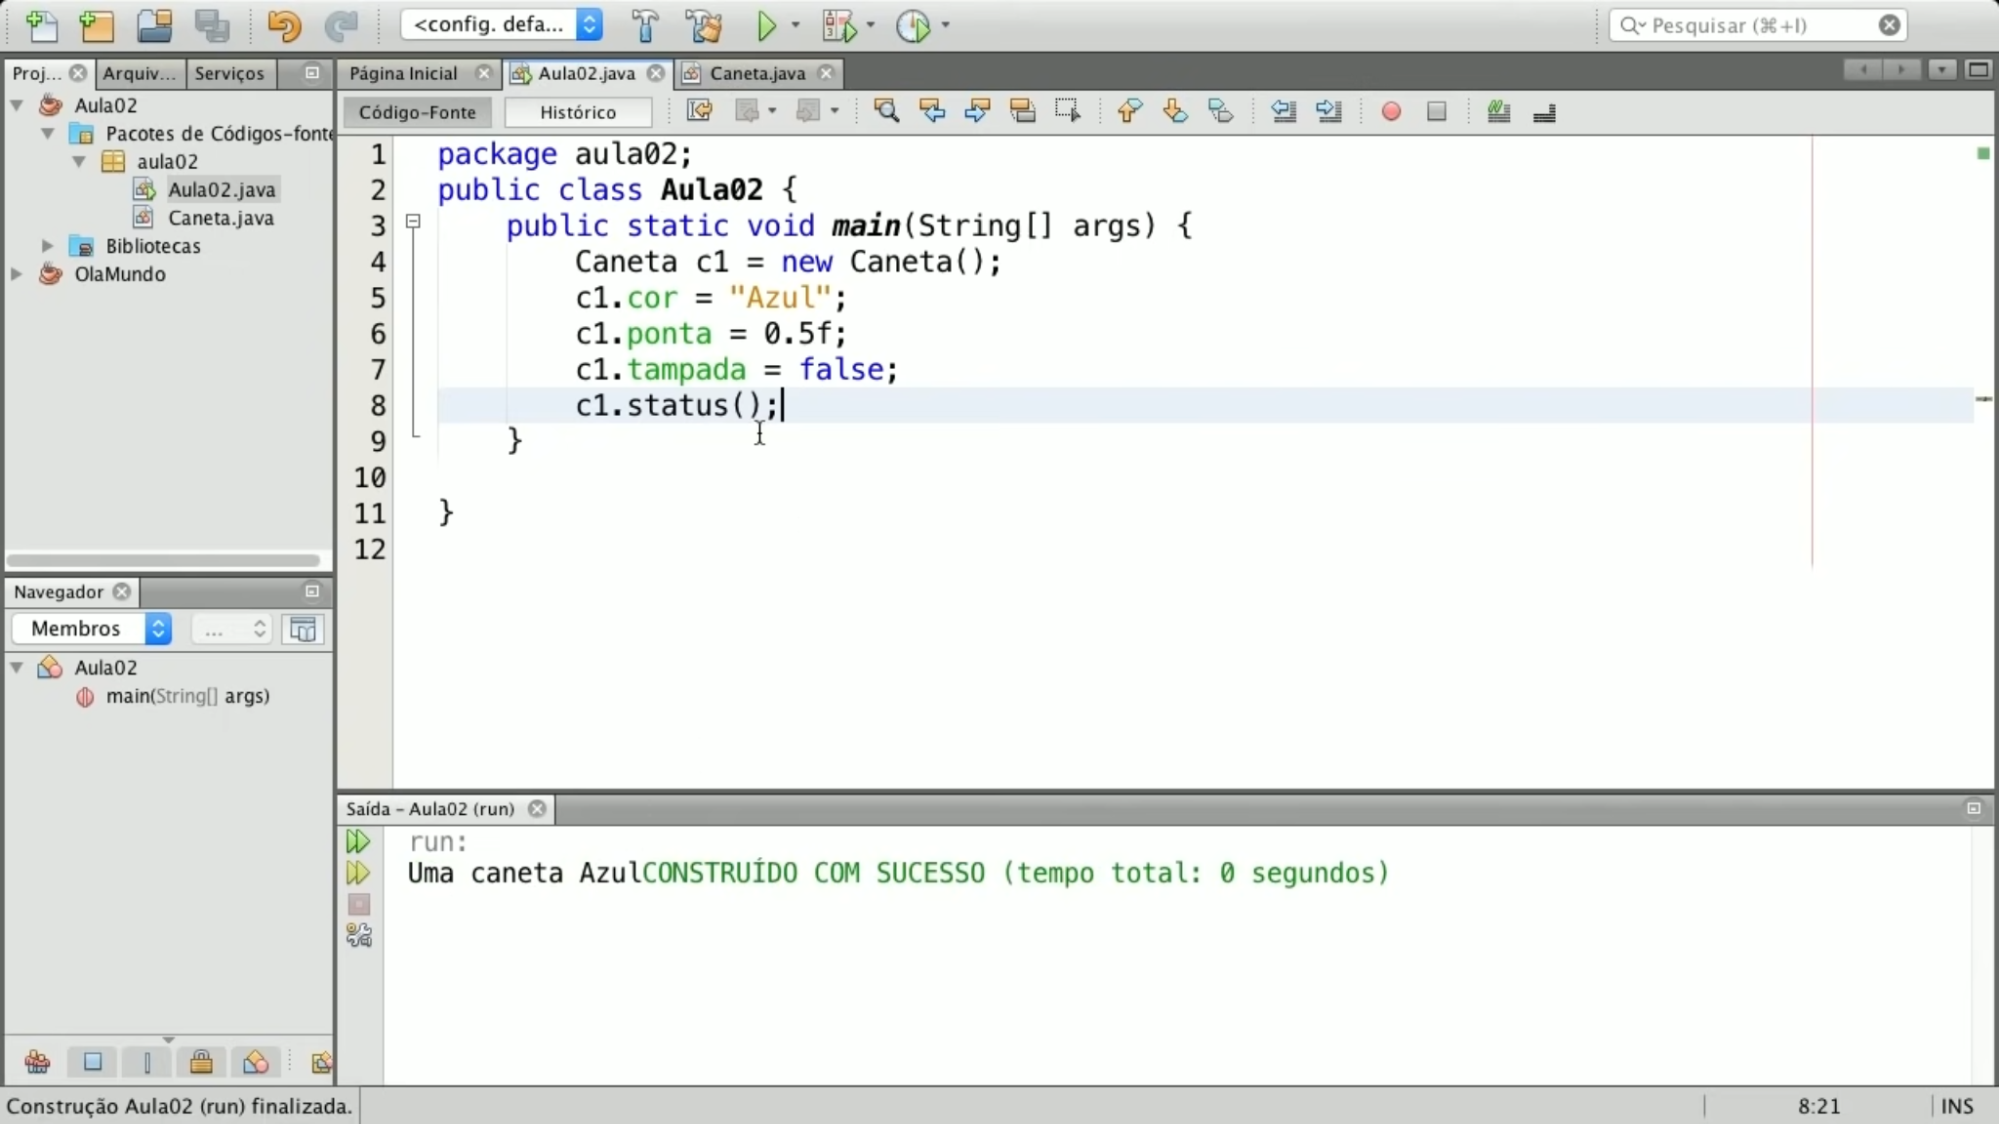 <config. defa...
Pesquisar (⌘+I)
Proj...
Arquiv...
Serviços
Página Inicial
Aula02.java
Caneta.java
Aula02
Pacotes de Códigos-fonte
aula02
Aula02.java
Caneta.java
Bibliotecas
OlaMundo
Código-Fonte
Histórico
1 package aula02;
2 public class Aula02 {
3 public static void main(String[] args) {
4 Caneta c1 = new Caneta();
5 c1.cor = "Azul";
6 c1.ponta = 0.5f;
7 c1.tampada = false;
8 c1.status();
9 }
10
11 }
12
Navegador
Membros
...
Aula02
main(String[] args)
Saída – Aula02 (run)
run:
Uma caneta AzulCONSTRUÍDO COM SUCESSO (tempo total: 0 segundos)
Construção Aula02 (run) finalizada.
8:21
INS